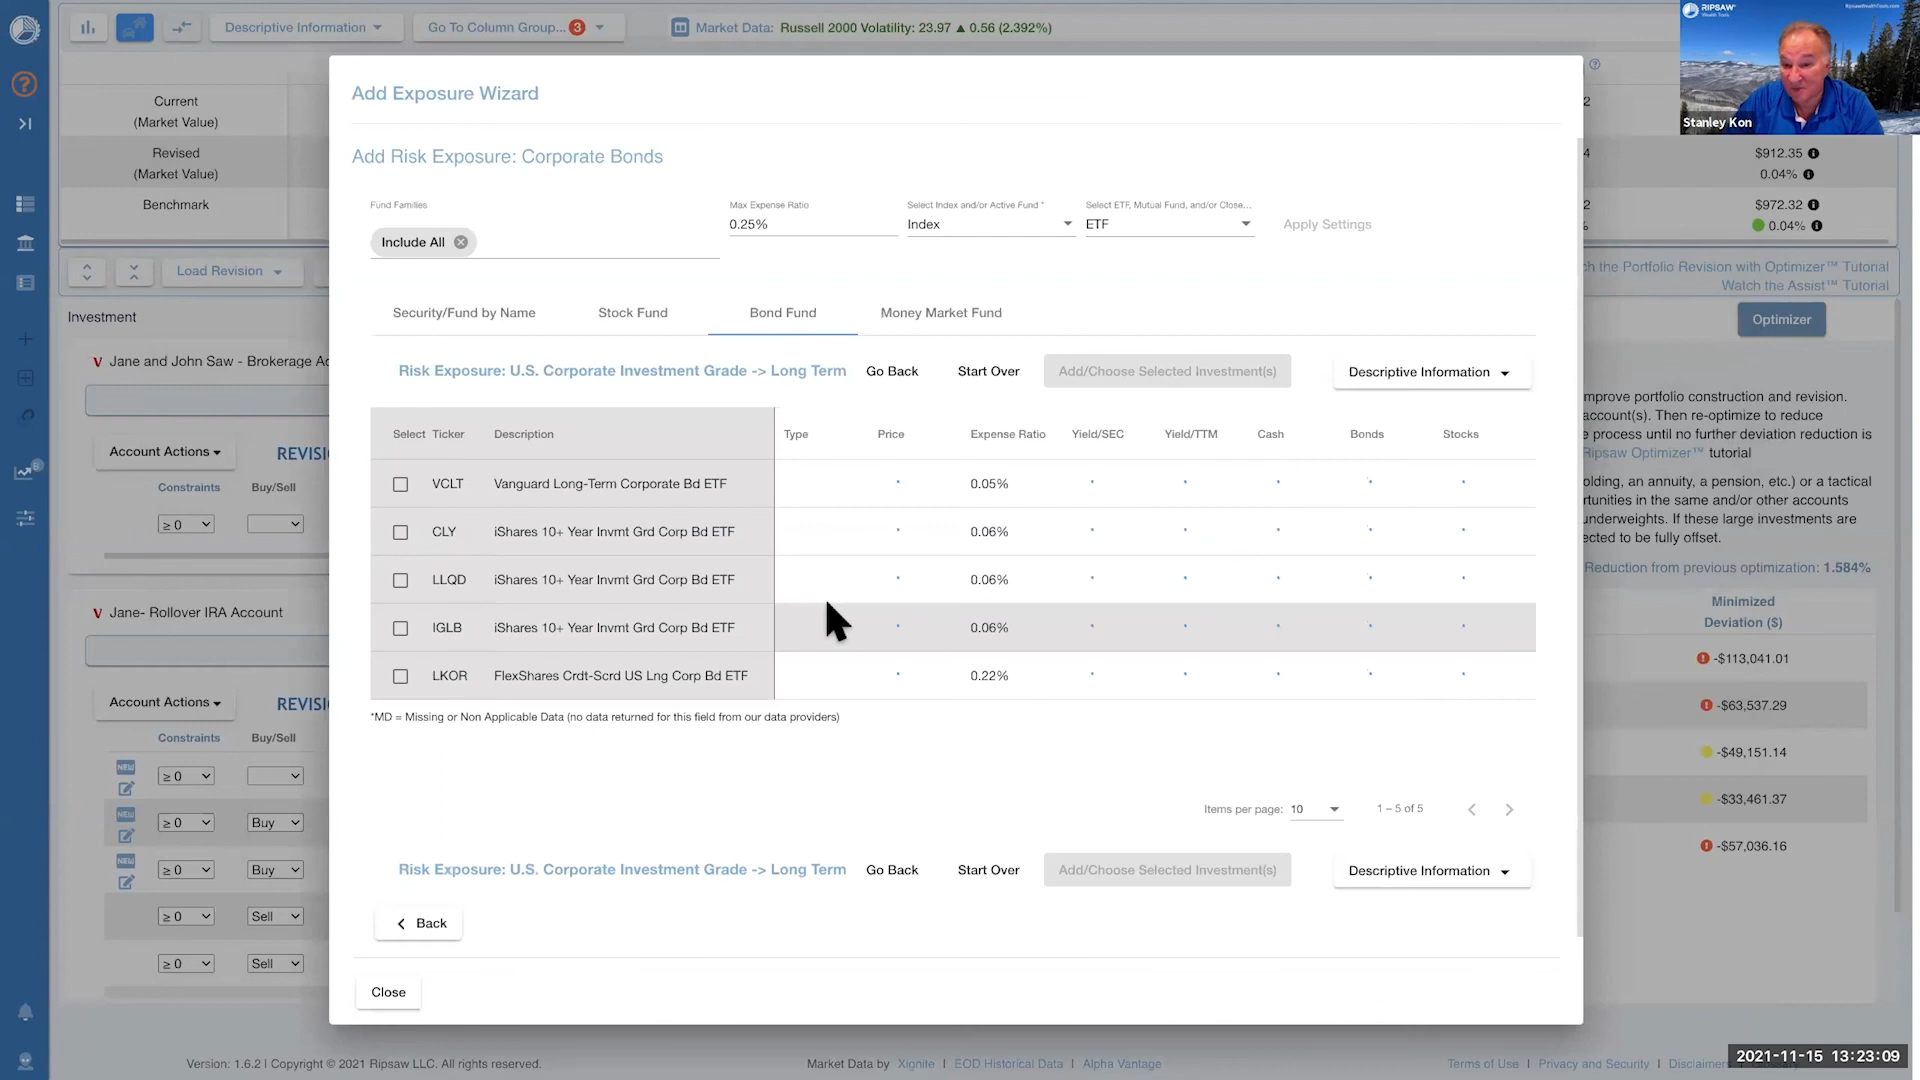 Descriptive Information
Go To Column Group... 3
Market Data: Russell 2000 Volatility: 23.97 ▲ 0.56 (2.392%)
RIPSAW
Wealth Tools
RipsawWealthTools.com
Stanley Kon
Current
(Market Value)
Revised
(Market Value)
Benchmark
$912.35
0.04%
$972.32
0.04%
Load Revision
the Portfolio Revision with Optimizer™ Tutorial
Watch the Assist™ Tutorial
Investment
Optimizer
Jane and John Saw - Brokerage
Account Actions
REVISI
Constraints Buy/Sell
≥ 0
Jane- Rollover IRA Account
Account Actions
REVISI
Constraints Buy/Sell
NEW ≥ 0
NEW ≥ 0 Buy
NEW ≥ 0 Buy
≥ 0 Sell
≥ 0 Sell
Add Exposure Wizard
Add Risk Exposure: Corporate Bonds
Fund Families
Include All
Max Expense Ratio
0.25%
Select Index and/or Active Fund *
Index
Select ETF, Mutual Fund, and/or Close...
ETF
Apply Settings
Security/Fund by Name Stock Fund Bond Fund Money Market Fund
Risk Exposure: U.S. Corporate Investment Grade -> Long Term Go Back Start Over Add/Choose Selected Investment(s) Descriptive Information
Select Ticker Description Type Price Expense Ratio Yield/SEC Yield/TTM Cash Bonds Stocks
VCLT Vanguard Long-Term Corporate Bd ETF 0.05%
CLY iShares 10+ Year Invmt Grd Corp Bd ETF 0.06%
LLQD iShares 10+ Year Invmt Grd Corp Bd ETF 0.06%
IGLB iShares 10+ Year Invmt Grd Corp Bd ETF 0.06%
LKOR FlexShares Crdt-Scrd US Lng Corp Bd ETF 0.22%
*MD = Missing or Non Applicable Data (no data returned for this field from our data providers)
Items per page: 10 1 – 5 of 5
Risk Exposure: U.S. Corporate Investment Grade -> Long Term Go Back Start Over Add/Choose Selected Investment(s) Descriptive Information
Back
Close
mprove portfolio construction and revision.
account(s). Then re-optimize to reduce
e process until no further deviation reduction is
Ripsaw Optimizer™ tutorial
olding, an annuity, a pension, etc.) or a tactical
rtunities in the same and/or other accounts
underweights. If these large investments are
ected to be fully offset.
Reduction from previous optimization: 1.584%
Minimized
Deviation ($)
-$113,041.01
-$63,537.29
-$49,151.14
-$33,461.37
-$57,036.16
Version: 1.6.2 | Copyright © 2021 Ripsaw LLC. All rights reserved.
Market Data by Xignite | EOD Historical Data | Alpha Vantage
Terms of Use | Privacy and Security | Disclaimer
2021-11-15 13:23:09